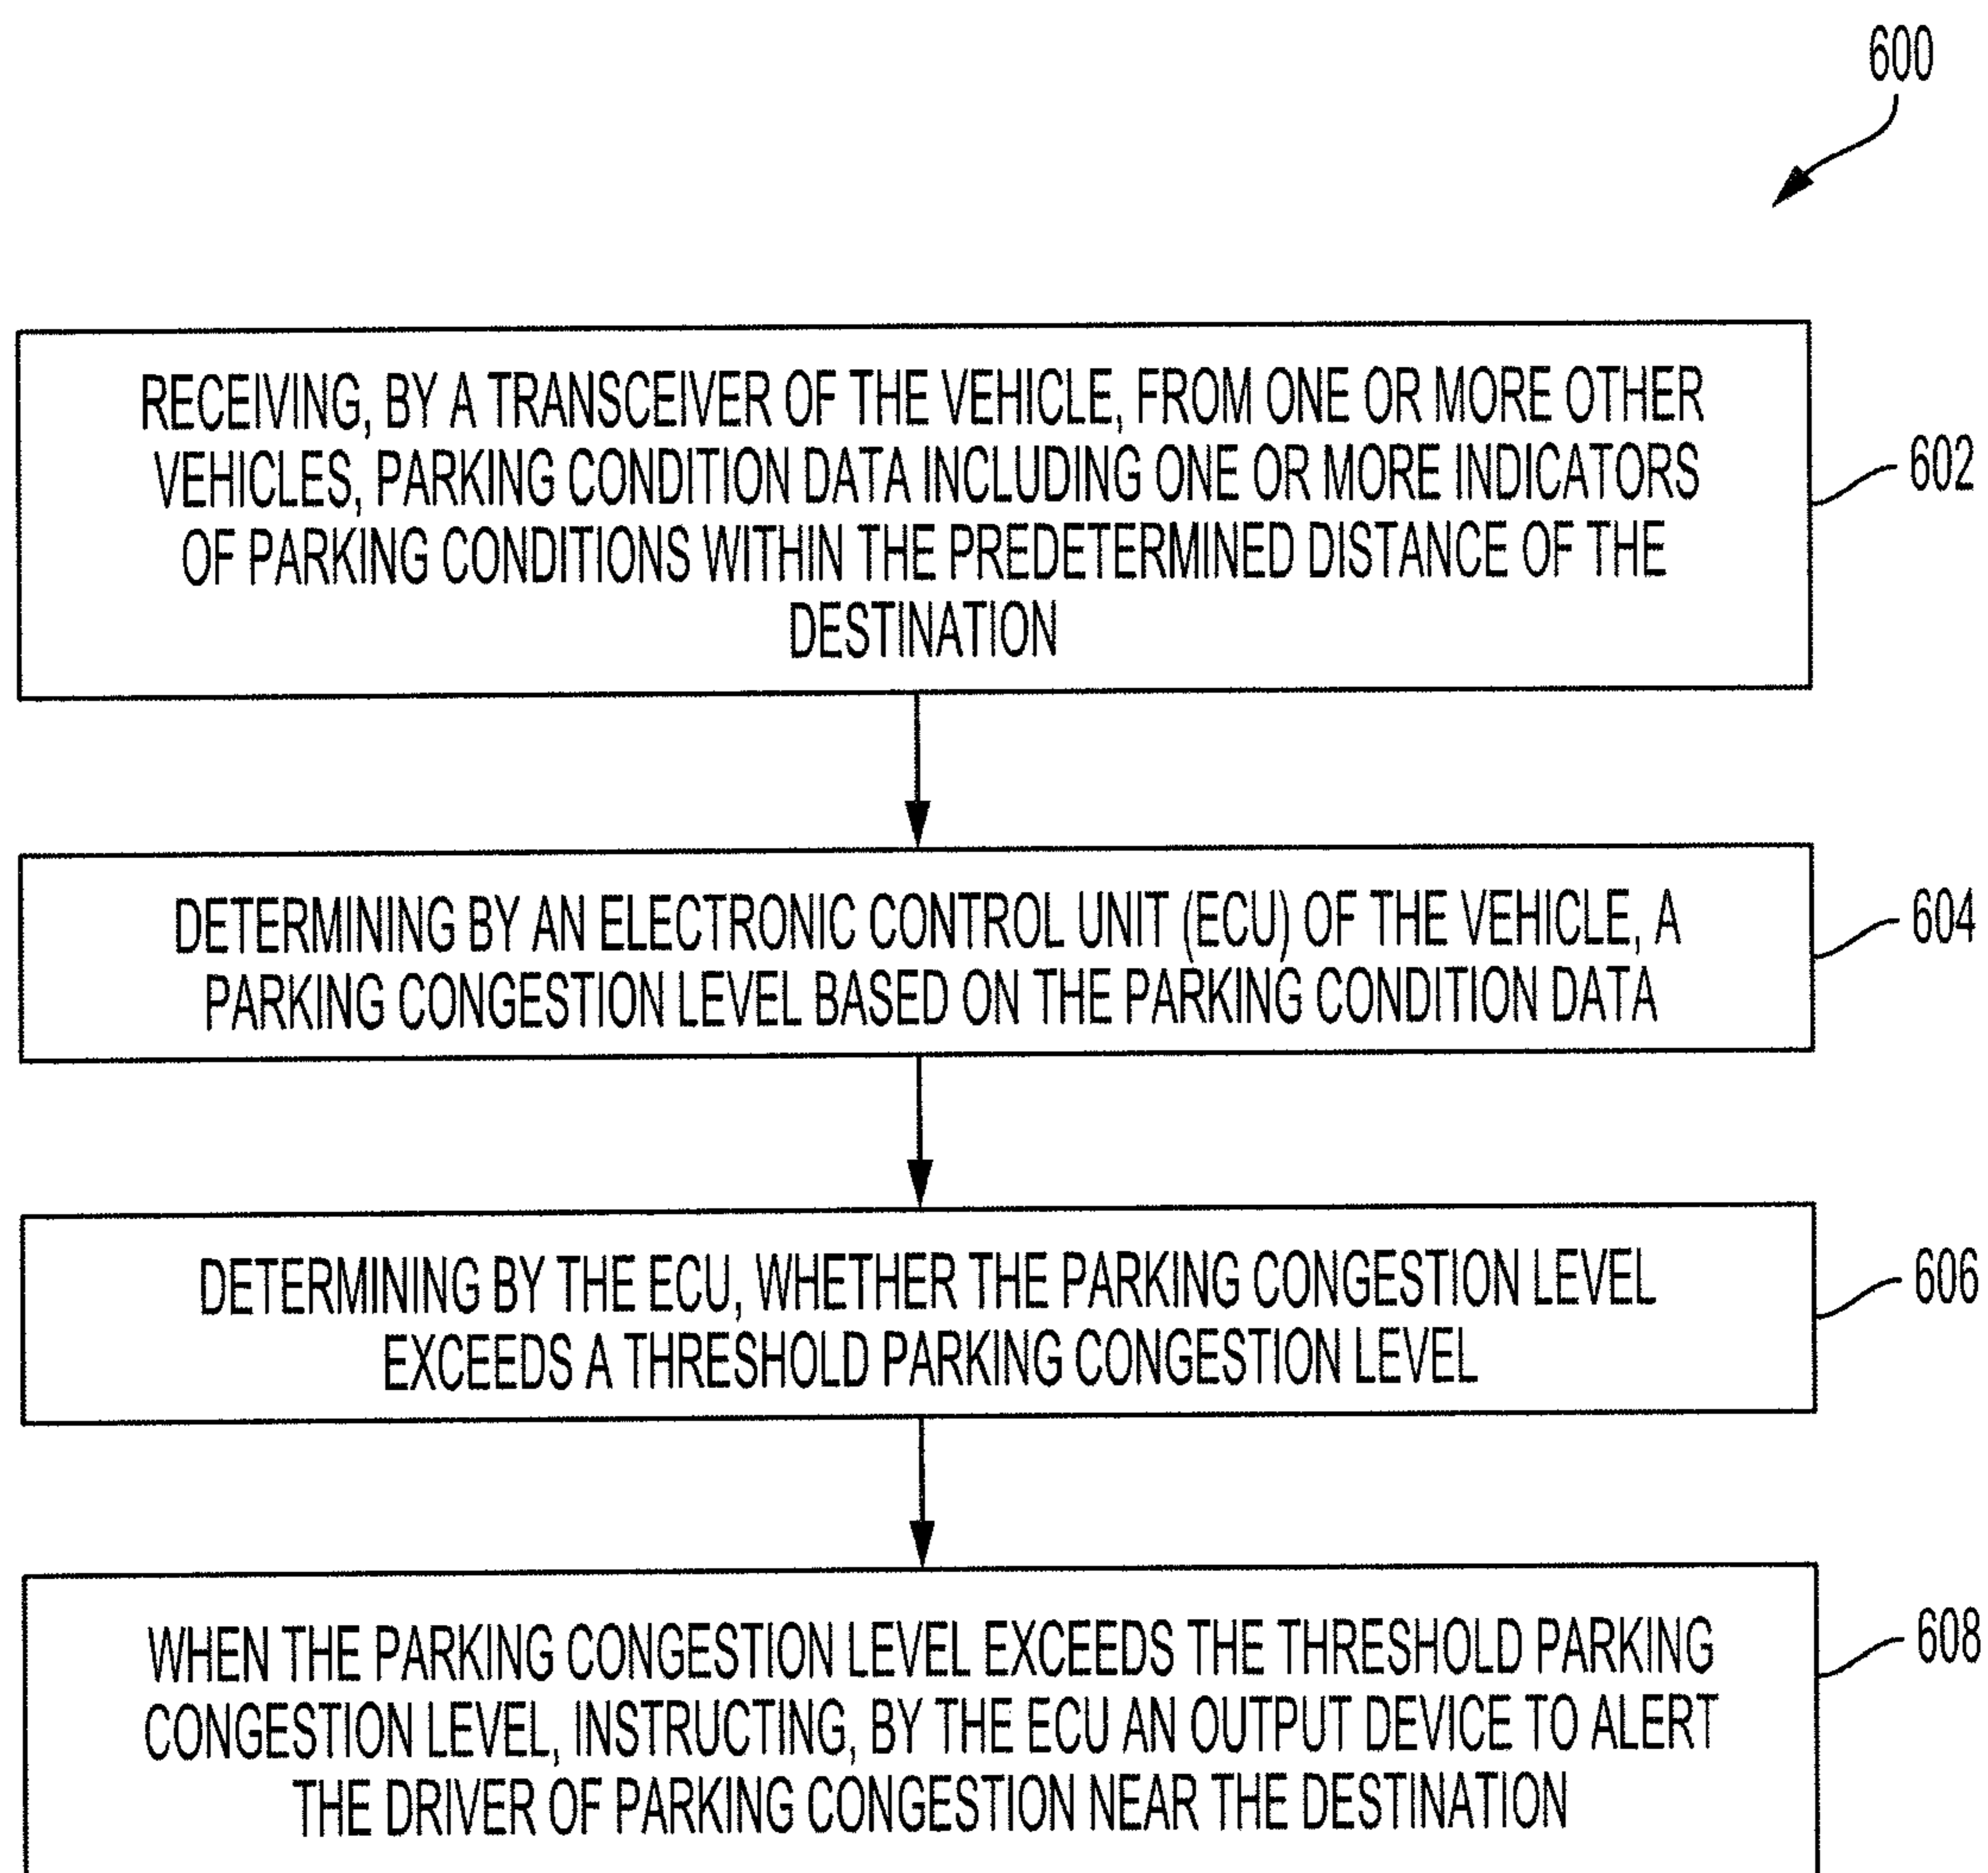 600
RECEIVING, BY A TRANSCEIVER OF THE VEHICLE, FROM ONE OR MORE OTHER
VEHICLES, PARKING CONDITION DATA INCLUDING ONE OR MORE INDICATORS
OF PARKING CONDITIONS WITHIN THE PREDETERMINED DISTANCE OF THE
DESTINATION
602
DETERMINING BY AN ELECTRONIC CONTROL UNIT (ECU) OF THE VEHICLE, A
PARKING CONGESTION LEVEL BASED ON THE PARKING CONDITION DATA
604
DETERMINING BY THE ECU, WHETHER THE PARKING CONGESTION LEVEL
EXCEEDS A THRESHOLD PARKING CONGESTION LEVEL
606
WHEN THE PARKING CONGESTION LEVEL EXCEEDS THE THRESHOLD PARKING
CONGESTION LEVEL, INSTRUCTING, BY THE ECU AN OUTPUT DEVICE TO ALERT
THE DRIVER OF PARKING CONGESTION NEAR THE DESTINATION
608